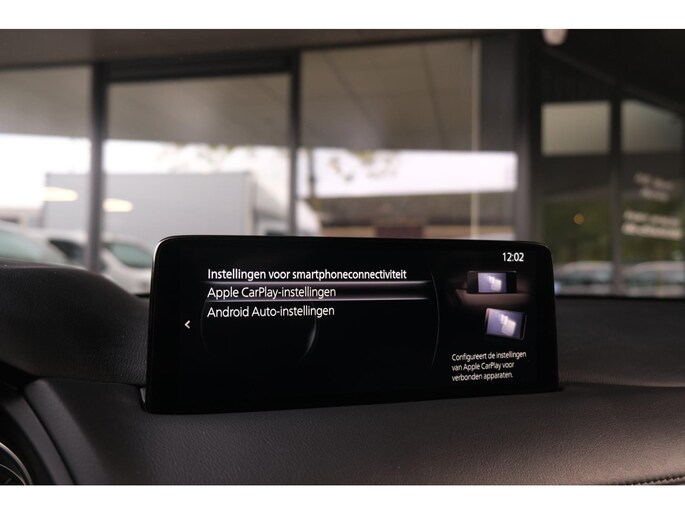 12:02
Instellingen voor smartphoneconnectiviteit
Apple CarPlay-instellingen
Android Auto-instellingen
Configureert de instellingen
van Apple CarPlay voor
verbonden apparaten.